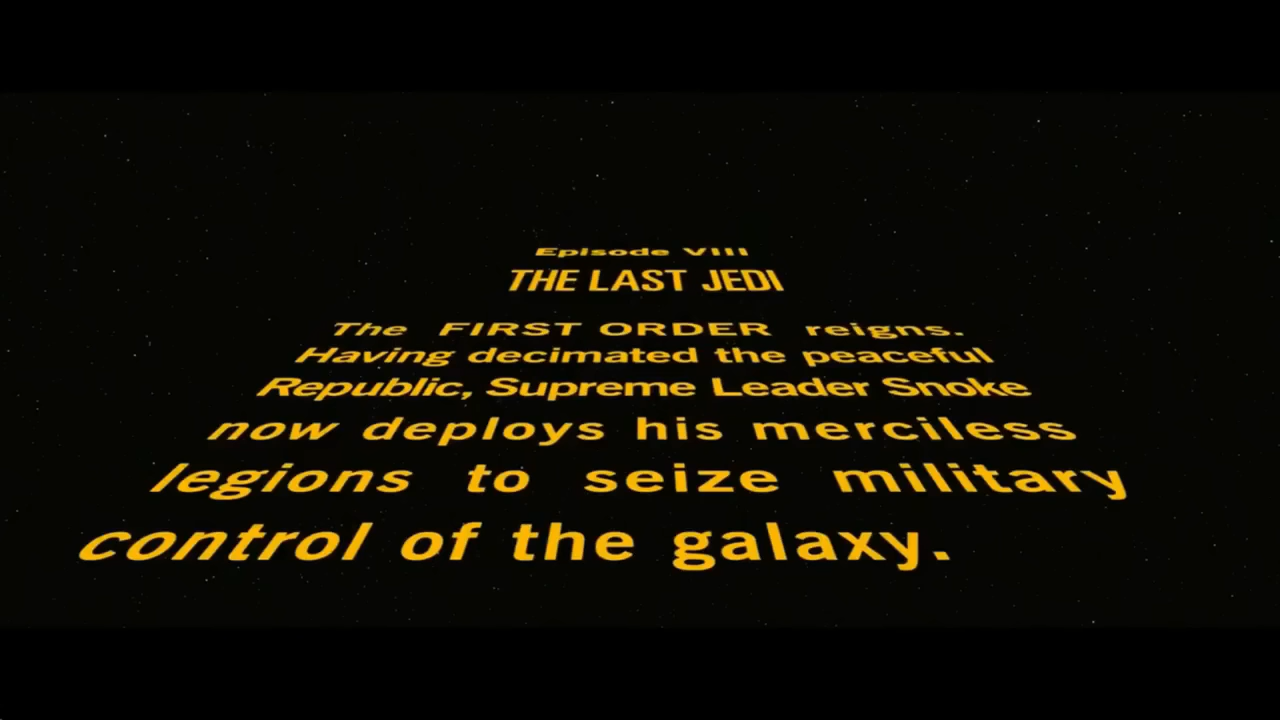 Episode VIII
THE LAST JEDI
The FIRST ORDER reigns.
Having decimated the peaceful
Republic, Supreme Leader Snoke
now deploys his merciless
legions to seize military
control of the galaxy.